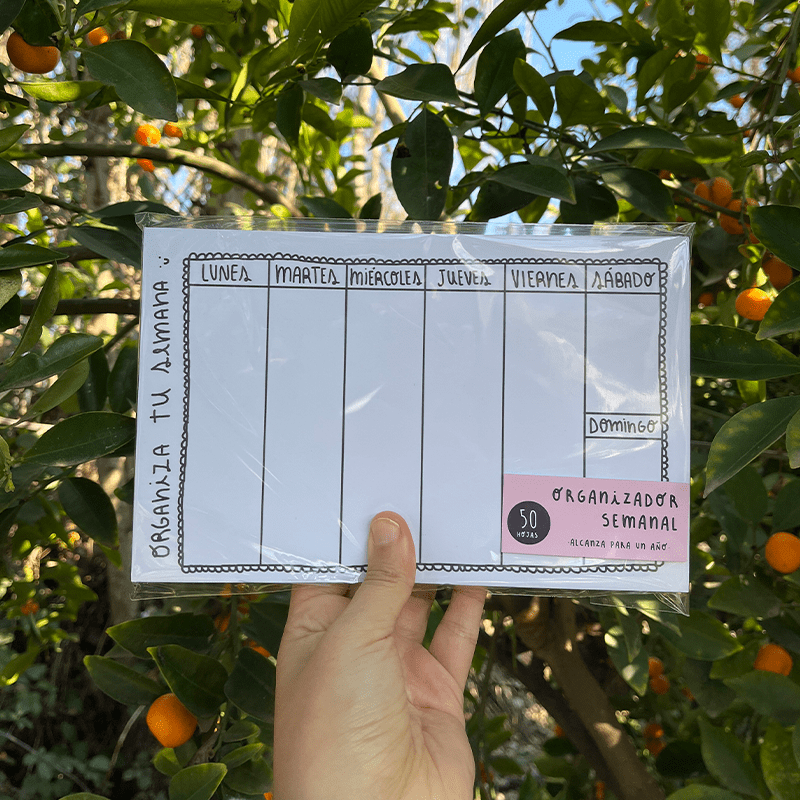 ORGANIZA TU SEMANA :)
LUNES MARTES MIÉRCOLES JUEVES VIERNES SÁBADO
DOMINGO
ORGANIZADOR
SEMANAL
50
HOJAS
·ALCANZA PARA UN AÑO·